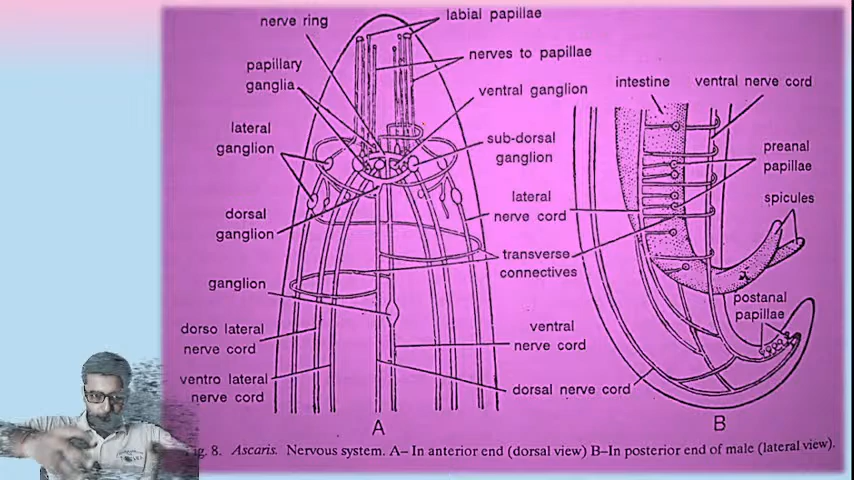 nerve ring
labial papillae
papillary
ganglia
nerves to papillae
ventral ganglion
lateral
ganglion
sub-dorsal
ganglion
dorsal
ganglion
lateral
nerve cord
ganglion
transverse
connectives
dorso lateral
nerve cord
ventral
nerve cord
ventro lateral
nerve cord
dorsal nerve cord
A
intestine
ventral nerve cord
preanal
papillae
spicules
postanal
papillae
B
8. Ascaris. Nervous system. A– In anterior end (dorsal view) B–In posterior end of male (lateral view).